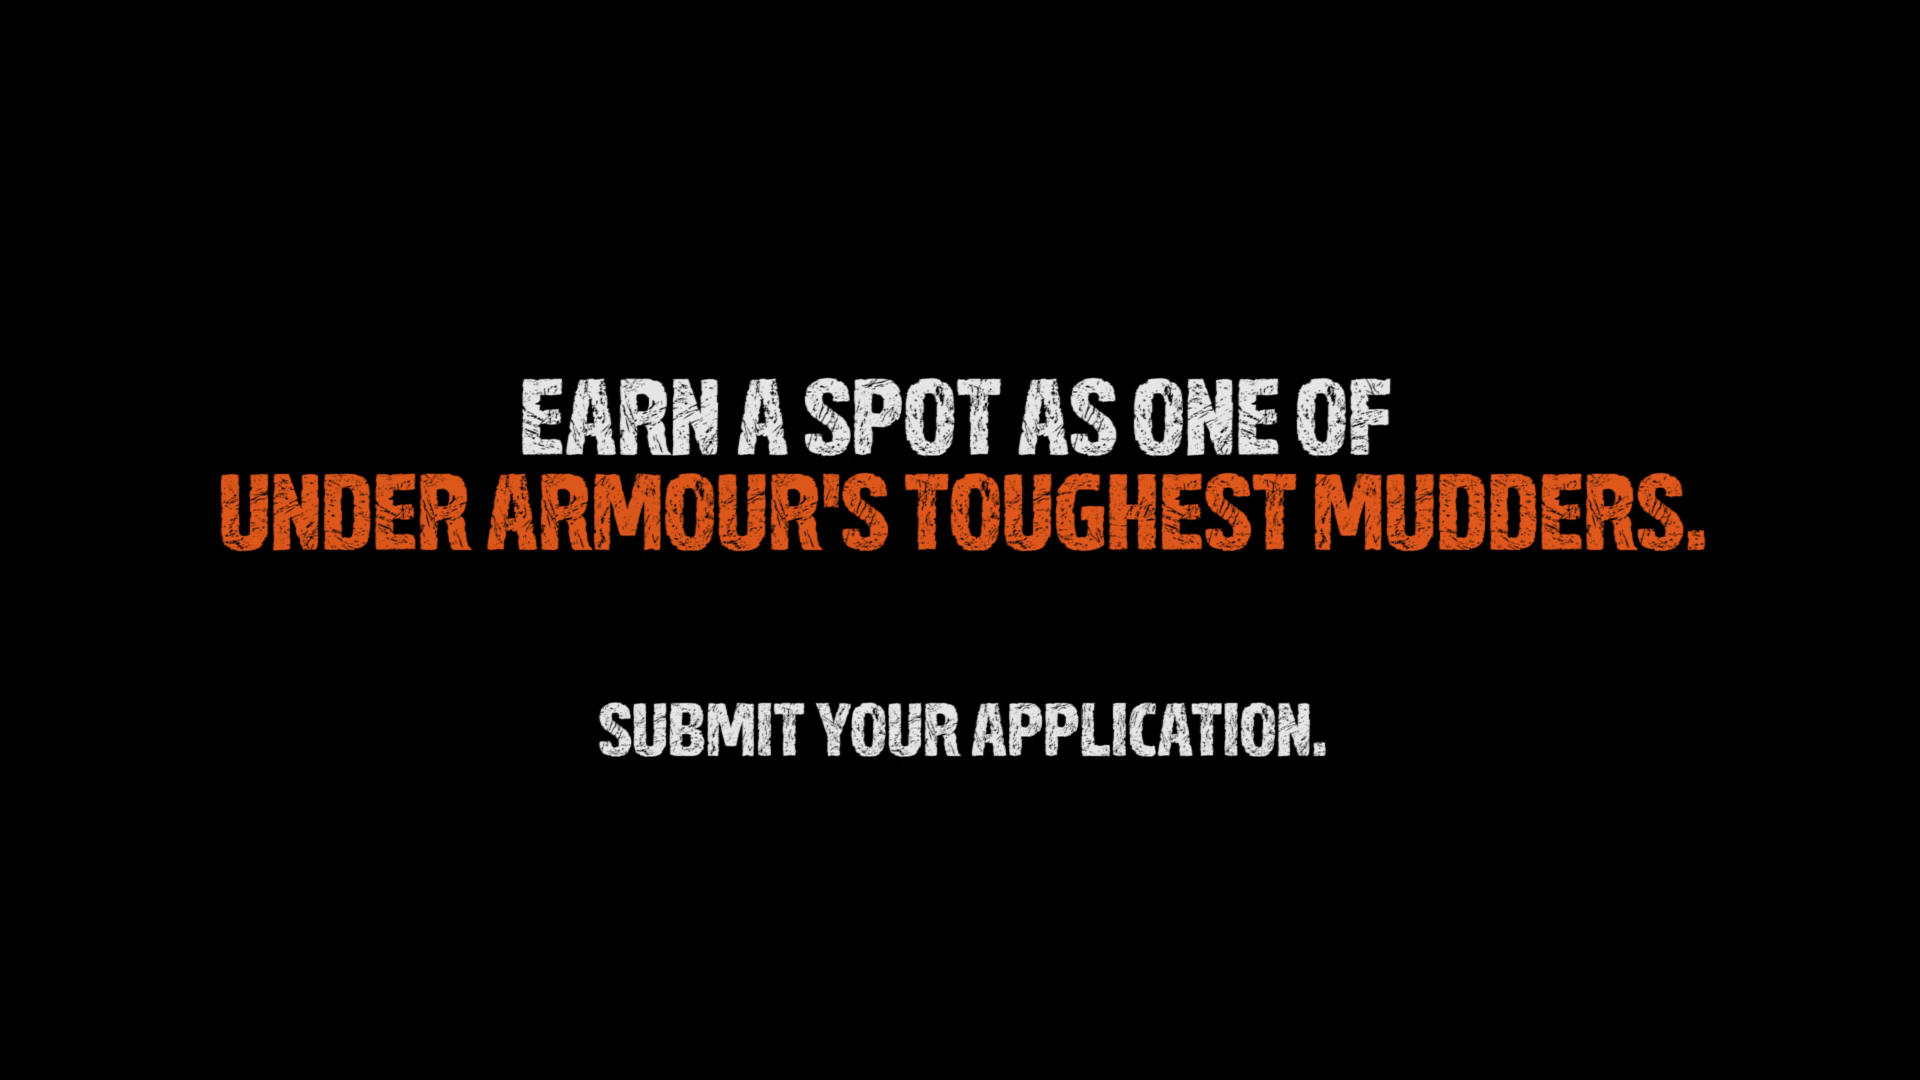 EARN A SPOT AS ONE OF
UNDER ARMOUR'S TOUGHEST MUDDERS.
SUBMIT YOUR APPLICATION.